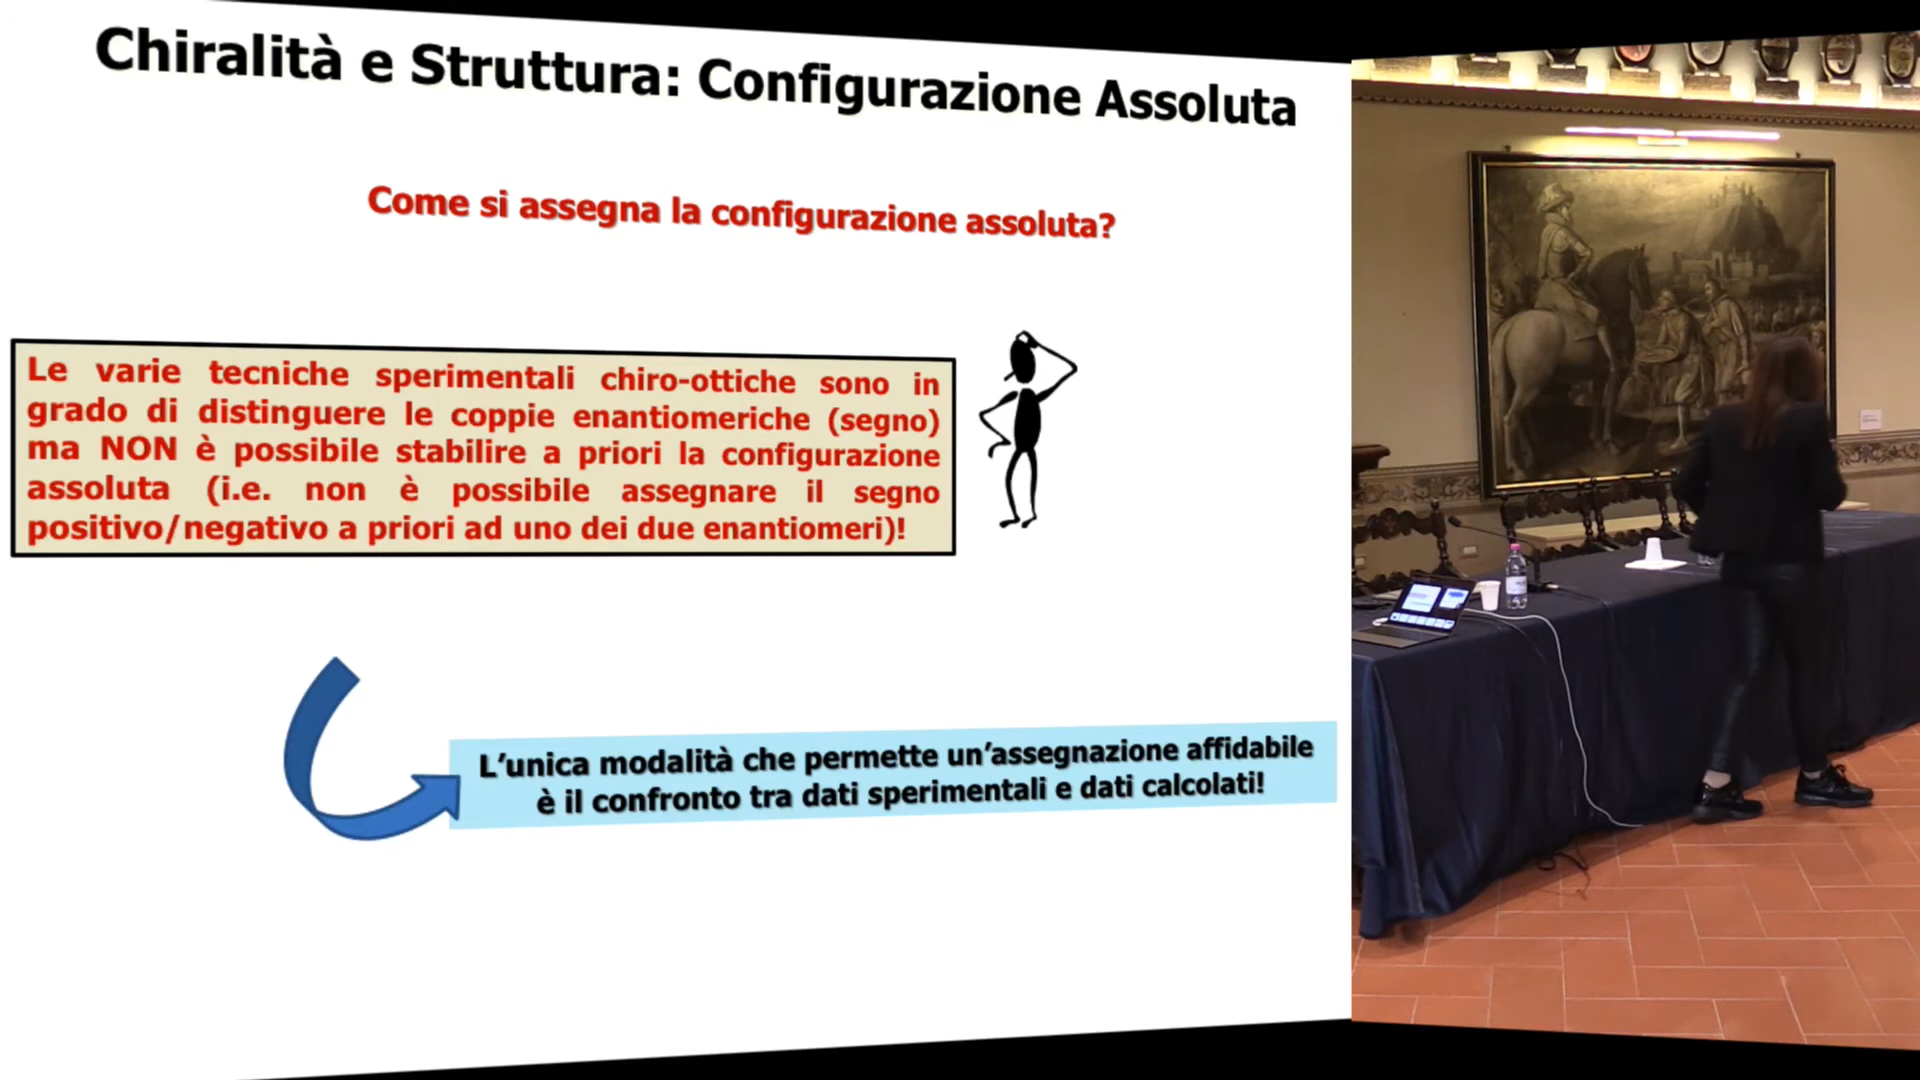 Chiralità e Struttura: Configurazione Assoluta
Come si assegna la configurazione assoluta?
Le varie tecniche sperimentali chiro-ottiche sono in
grado di distinguere le coppie enantiomeriche (segno)
ma NON è possibile stabilire a priori la configurazione
assoluta (i.e. non è possibile assegnare il segno
positivo/negativo a priori ad uno dei due enantiomeri)!
L’unica modalità che permette un’assegnazione affidabile
è il confronto tra dati sperimentali e dati calcolati!